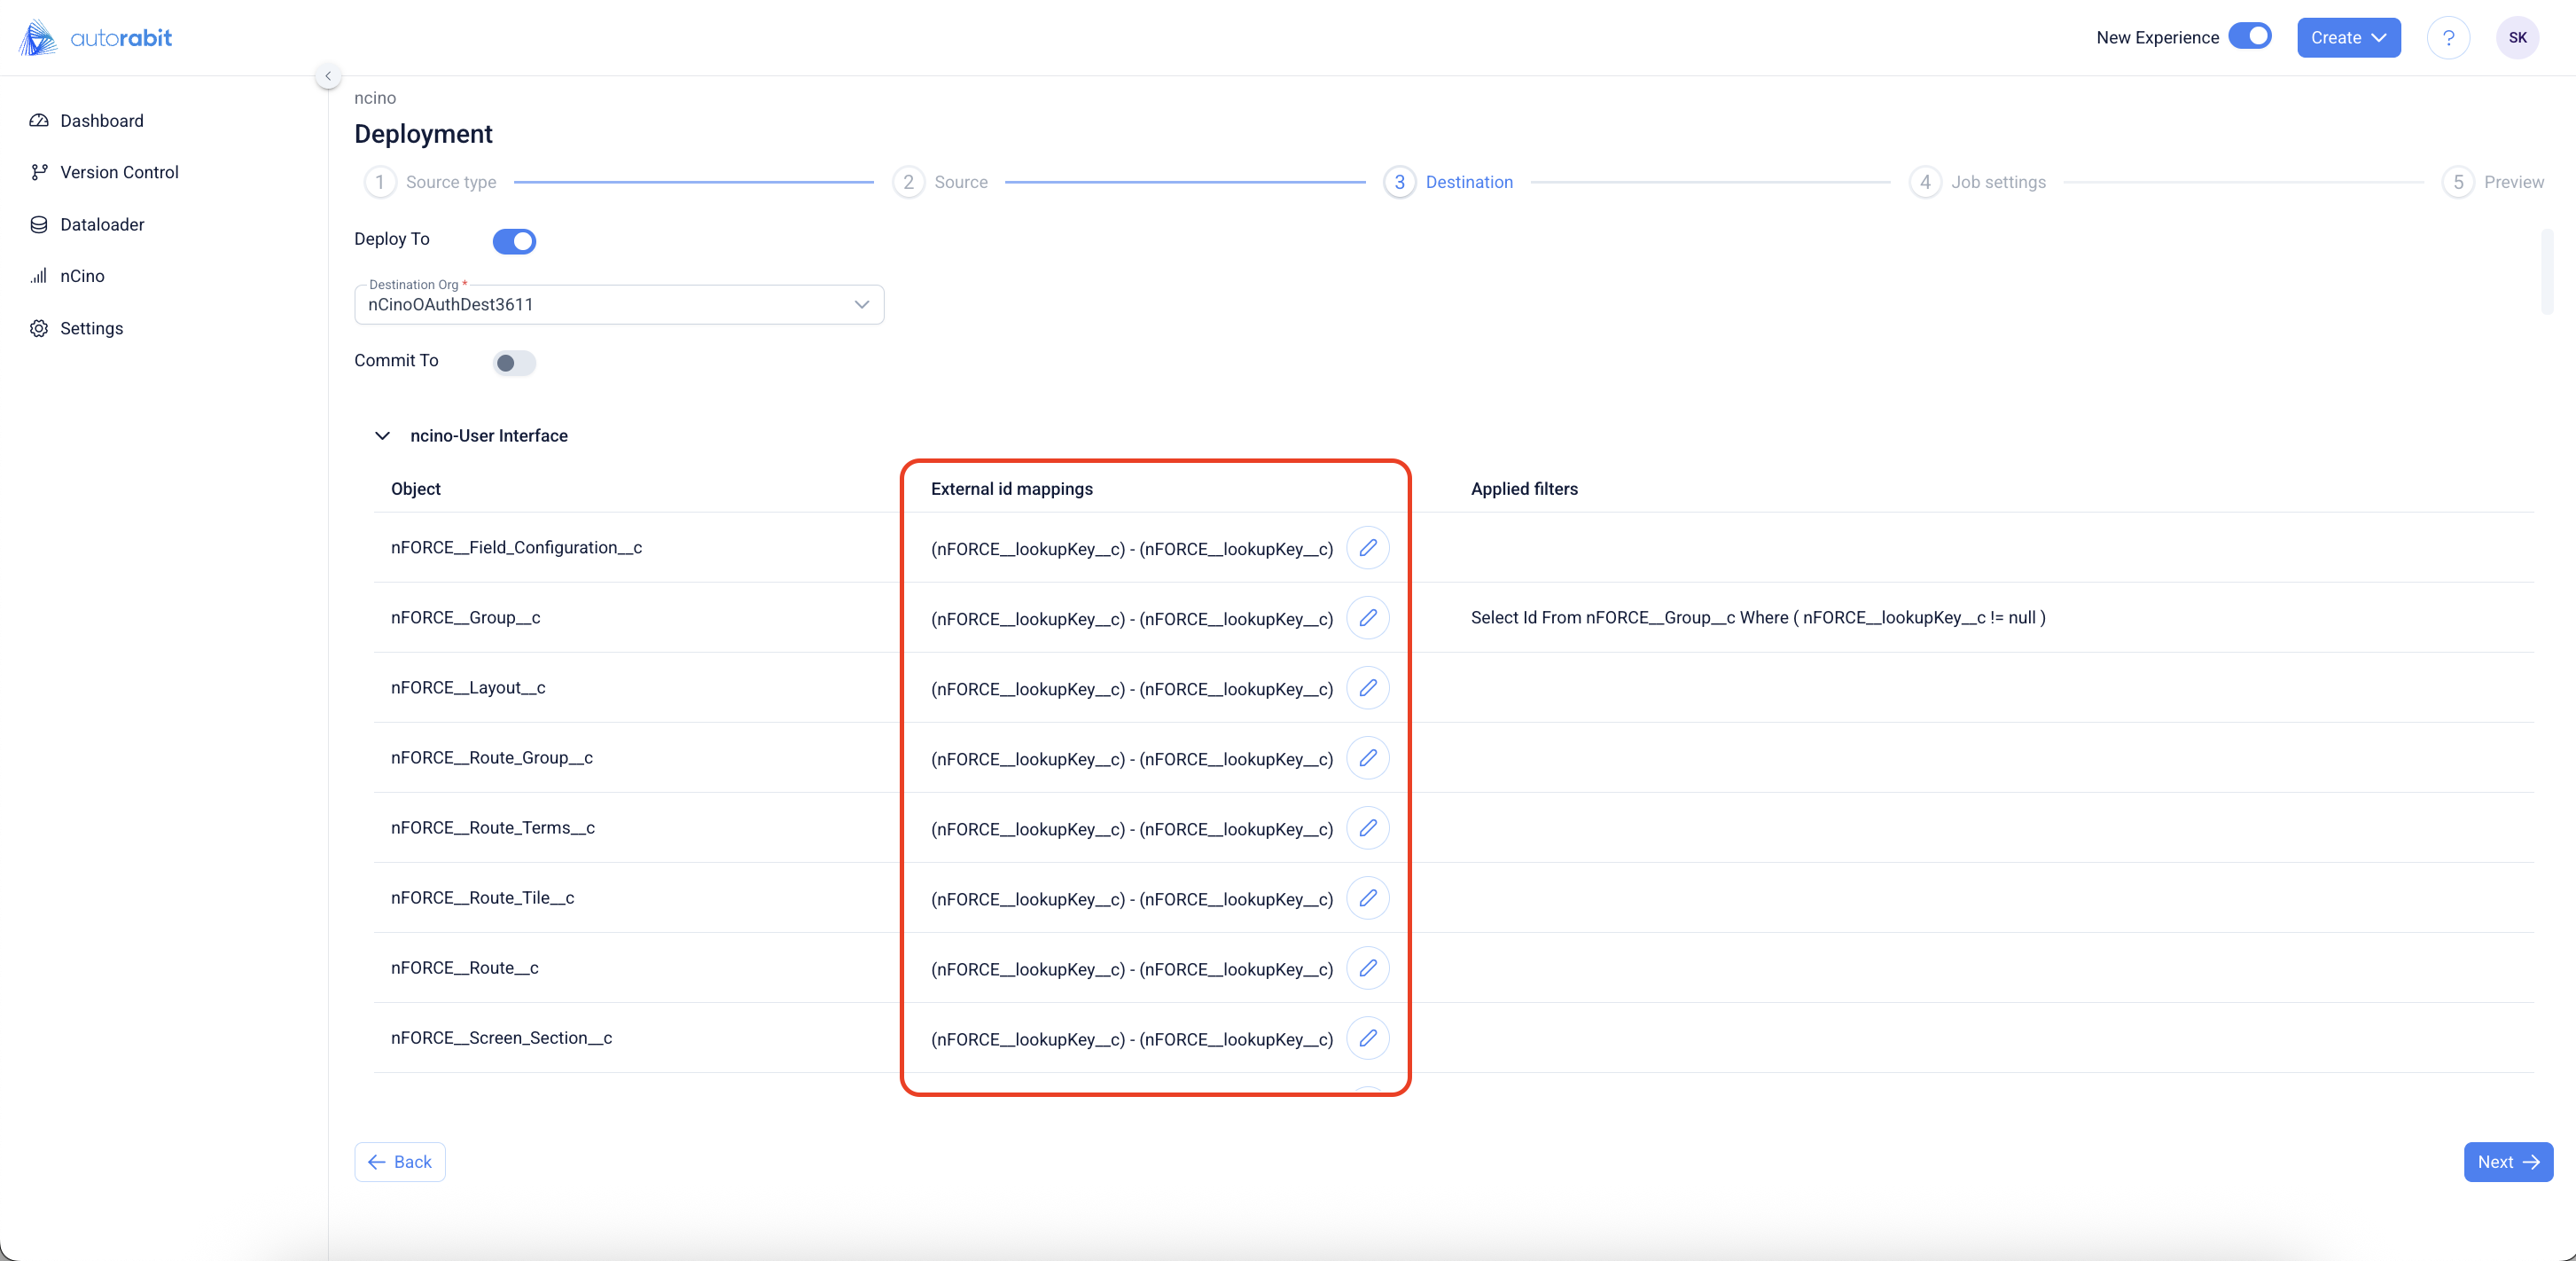 autorabit
New Experience
Create
?
SK
Dashboard
Version Control
Dataloader
nCino
Settings
ncino
Deployment
1 Source type
2 Source
3 Destination
4 Job settings
5 Preview
Deploy To
Destination Org *
nCinoOAuthDest3611
Commit To
ncino-User Interface
Object External id mappings Applied filters
nFORCE__Field_Configuration__c (nFORCE__lookupKey__c) - (nFORCE__lookupKey__c)
nFORCE__Group__c (nFORCE__lookupKey__c) - (nFORCE__lookupKey__c) Select Id From nFORCE__Group__c Where ( nFORCE__lookupKey__c != null )
nFORCE__Layout__c (nFORCE__lookupKey__c) - (nFORCE__lookupKey__c)
nFORCE__Route_Group__c (nFORCE__lookupKey__c) - (nFORCE__lookupKey__c)
nFORCE__Route_Terms__c (nFORCE__lookupKey__c) - (nFORCE__lookupKey__c)
nFORCE__Route_Tile__c (nFORCE__lookupKey__c) - (nFORCE__lookupKey__c)
nFORCE__Route__c (nFORCE__lookupKey__c) - (nFORCE__lookupKey__c)
nFORCE__Screen_Section__c (nFORCE__lookupKey__c) - (nFORCE__lookupKey__c)
Back
Next